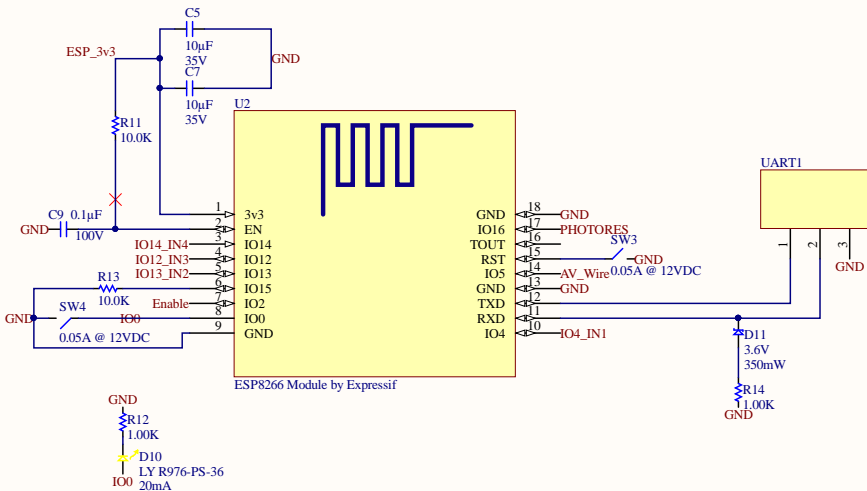 C5
10µF
35V
ESP_3v3
GND
C7
10µF
35V
U2
R11
10.0K
UART1
C9 0.1µF
GND
100V
1 3v3
2 EN
3 IO14
IO14_IN4
4 IO12
IO12_IN3
5 IO13
IO13_IN2
R13
10.0K
6 IO15
7 IO2
Enable
SW4
GND
IO0
8 IO0
0.05A @ 12VDC
9 GND
GND 18 GND
IO16 17 PHOTORES
TOUT 16
RST 15
SW3
GND
0.05A @ 12VDC
IO5 14 AV_Wire
GND 13 GND
TXD 12
RXD 11
IO4 10 IO4_IN1
1
2
3
GND
D11
3.6V
350mW
R14
1.00K
GND
ESP8266 Module by Expressif
GND
R12
1.00K
D10
LY R976-PS-36
20mA
IO0